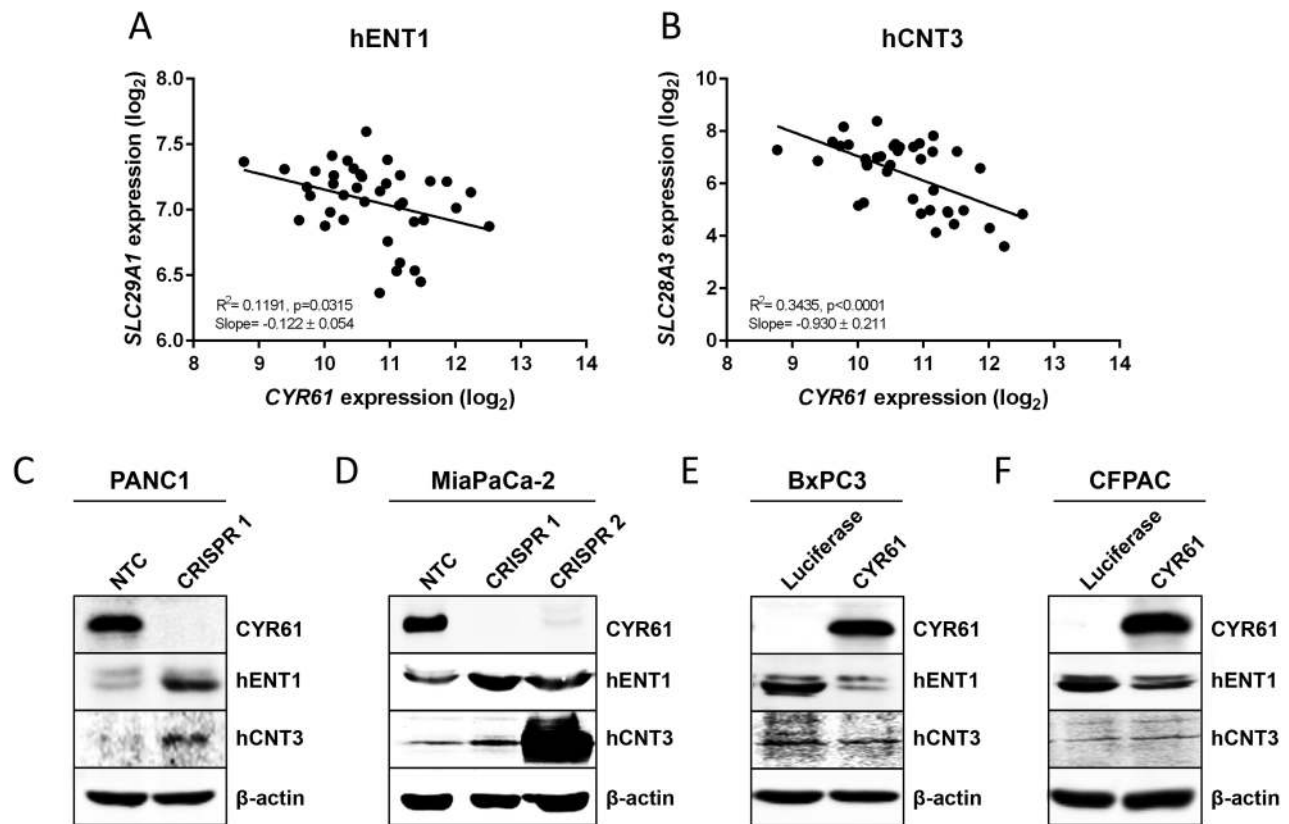 A
hENT1
SLC29A1 expression (log2)
8.0
7.5
7.0
6.5
6.0
R2= 0.1191, p=0.0315
Slope= -0.122 ± 0.054
8 9 10 11 12 13 14
CYR61 expression (log2)
B
hCNT3
SLC28A3 expression (log2)
10
8
6
4
2
0
R2= 0.3435, p<0.0001
Slope= -0.930 ± 0.211
8 9 10 11 12 13 14
CYR61 expression (log2)
C
PANC1
NTC
CRISPR 1
CYR61
hENT1
hCNT3
β-actin
D
MiaPaCa-2
NTC
CRISPR 1
CRISPR 2
CYR61
hENT1
hCNT3
β-actin
E
BxPC3
Luciferase
CYR61
CYR61
hENT1
hCNT3
β-actin
F
CFPAC
Luciferase
CYR61
CYR61
hENT1
hCNT3
β-actin